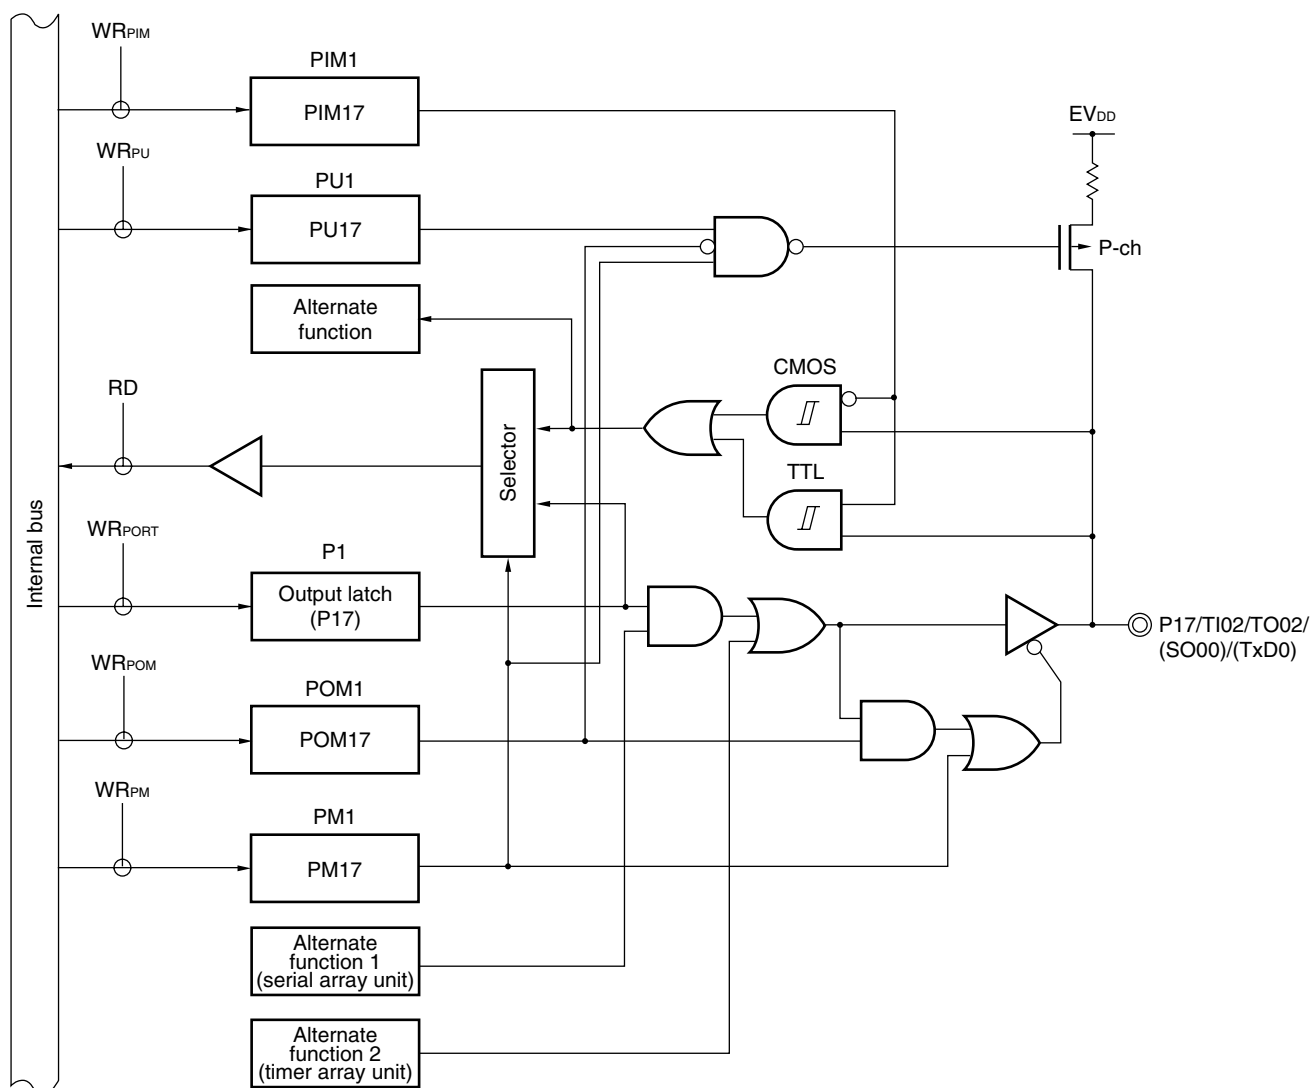 WRPIM
PIM1
PIM17
EVDD
WRPU
PU1
PU17
P-ch
Alternate
function
CMOS
RD
Selector
TTL
Internal bus
WRPORT
P1
Output latch
(P17)
P17/TI02/TO02/
(SO00)/(TxD0)
WRPOM
POM1
POM17
WRPM
PM1
PM17
Alternate
function 1
(serial array unit)
Alternate
function 2
(timer array unit)